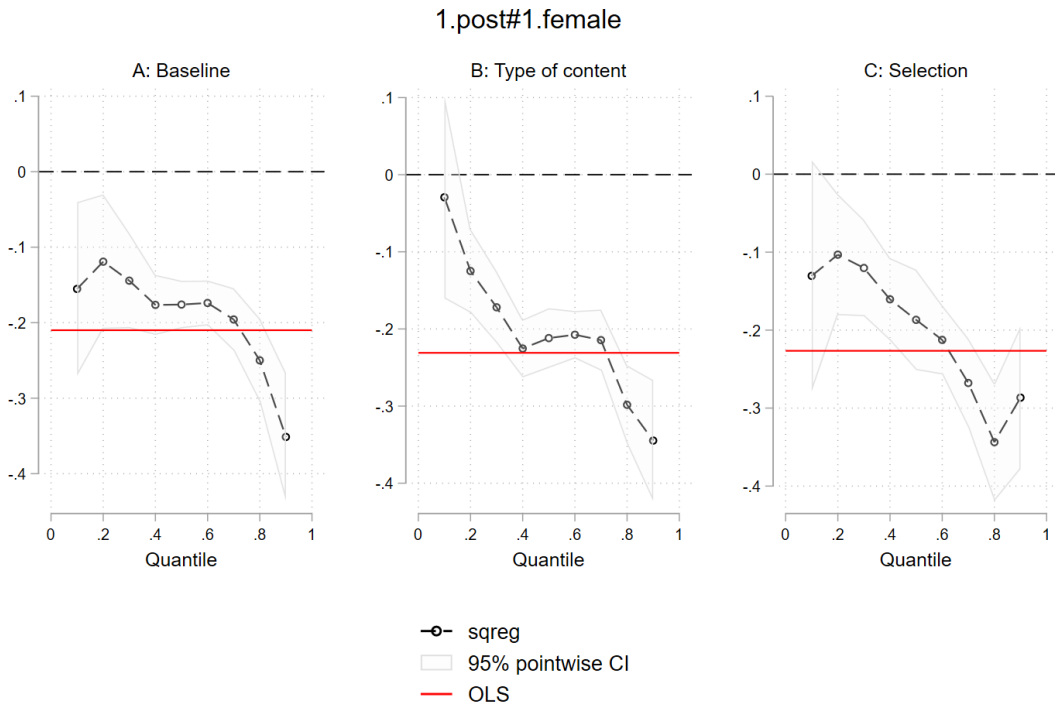 1.post#1.female
A: Baseline
.1
0
-.1
-.2
-.3
-.4
0 .2 .4 .6 .8 1
Quantile
B: Type of content
.1
0
-.1
-.2
-.3
-.4
0 .2 .4 .6 .8 1
Quantile
C: Selection
.1
0
-.1
-.2
-.3
-.4
0 .2 .4 .6 .8 1
Quantile
sqreg
95% pointwise CI
OLS